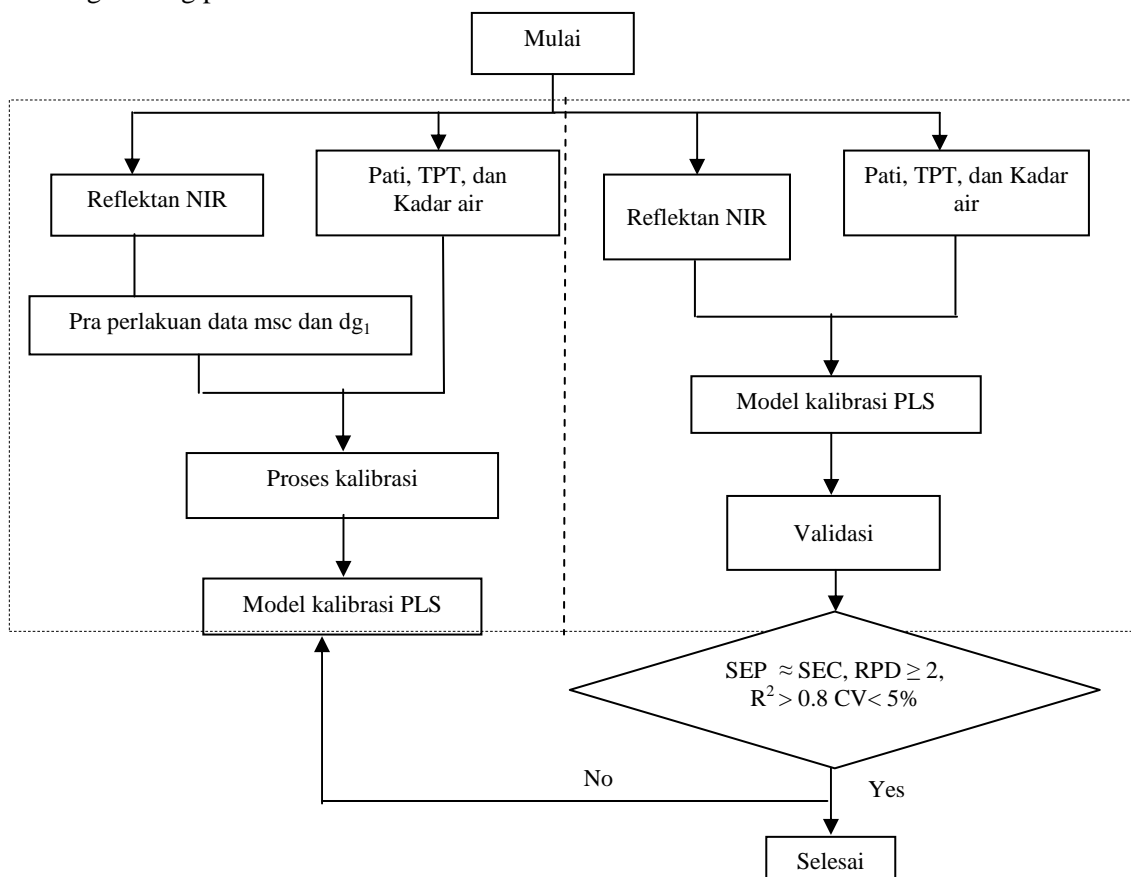 Mulai
Reflektan NIR
Pati, TPT, dan
Kadar air
Reflektan NIR
Pati, TPT, dan Kadar
air
Pra perlakuan data msc dan dg₁
Model kalibrasi PLS
Proses kalibrasi
Validasi
Model kalibrasi PLS
SEP ≈ SEC, RPD ≥ 2,
R² > 0.8 CV< 5%
No
Yes
Selesai